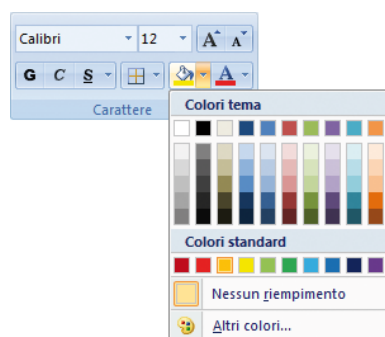 Calibri 12 A A
G C S A
Carattere
Colori tema
Colori standard
Nessun riempimento
Altri colori...